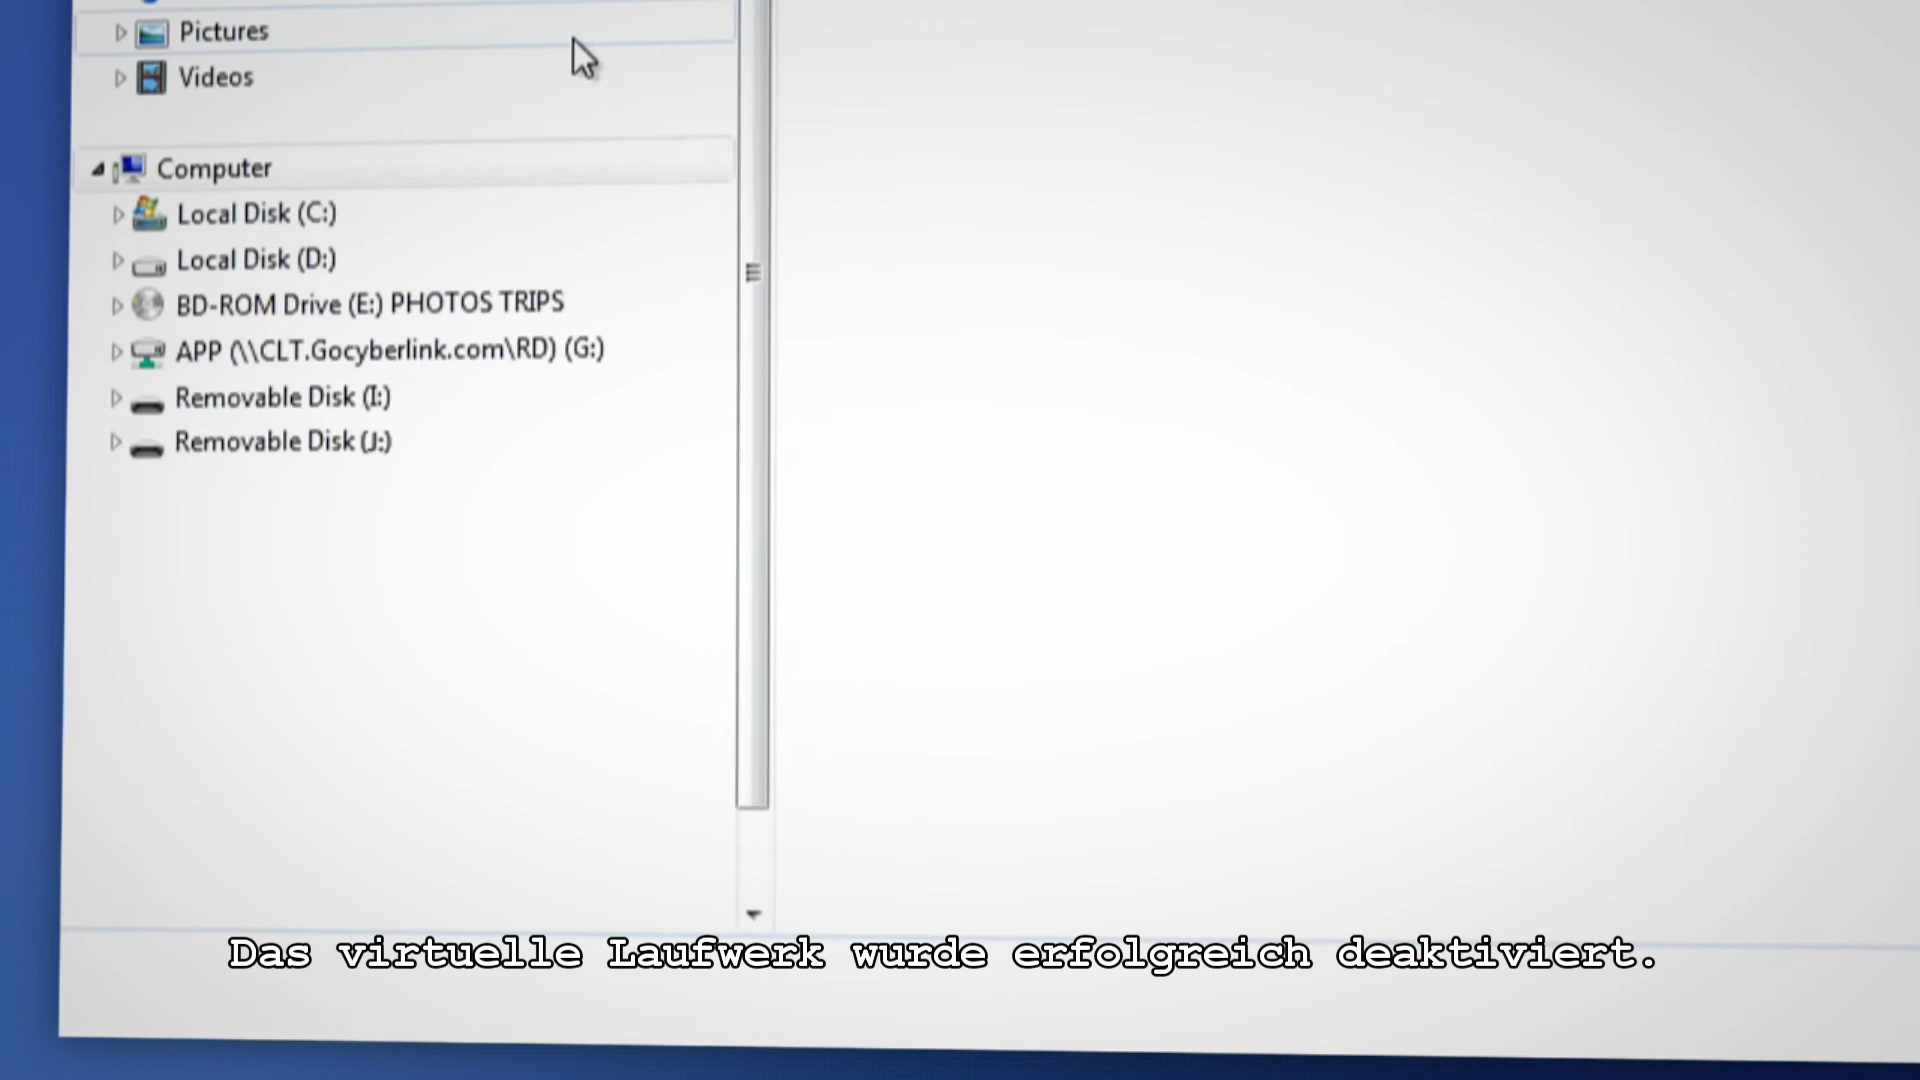 Pictures
Videos
Computer
Local Disk (C:)
Local Disk (D:)
BD-ROM Drive (E:) PHOTOS TRIPS
APP (\\CLT.Gocyberlink.com\RD) (G:)
Removable Disk (I:)
Removable Disk (J:)
Das virtuelle Laufwerk wurde erfolgreich deaktiviert.